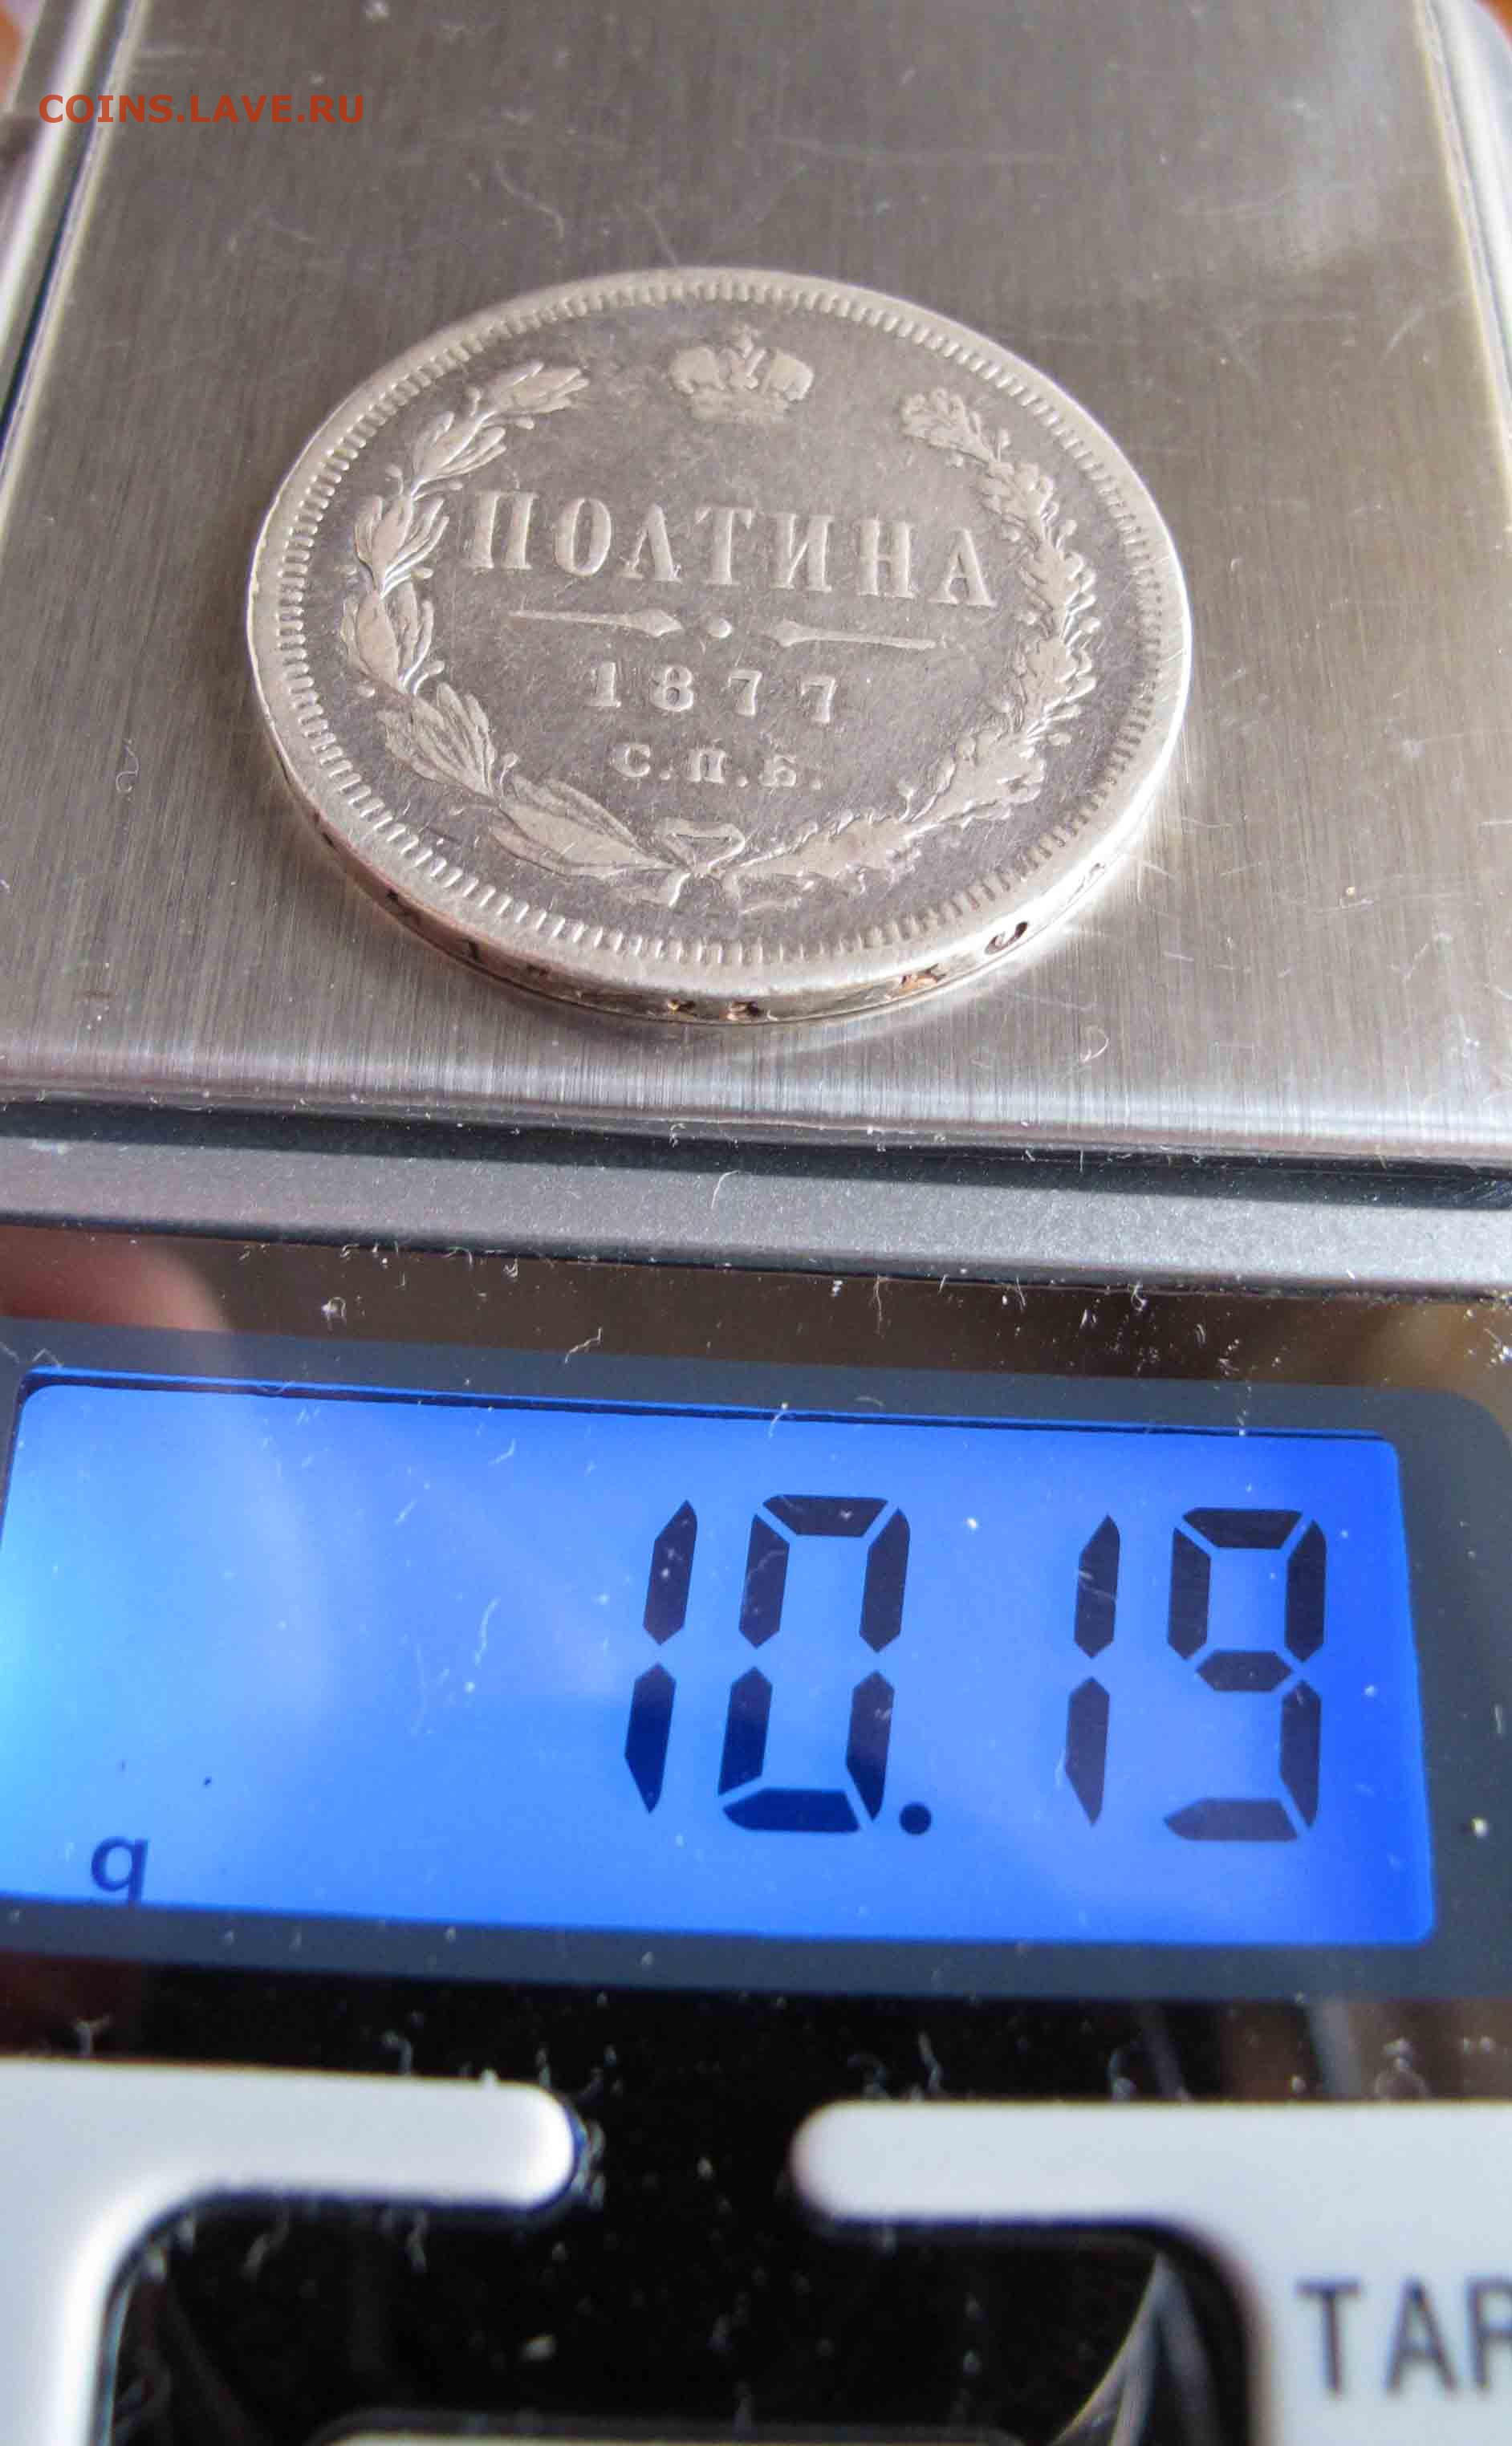 COINS.LAVE.RU
ПОЛТИНА
1877
С.П.Б.
10.19
g
TAR